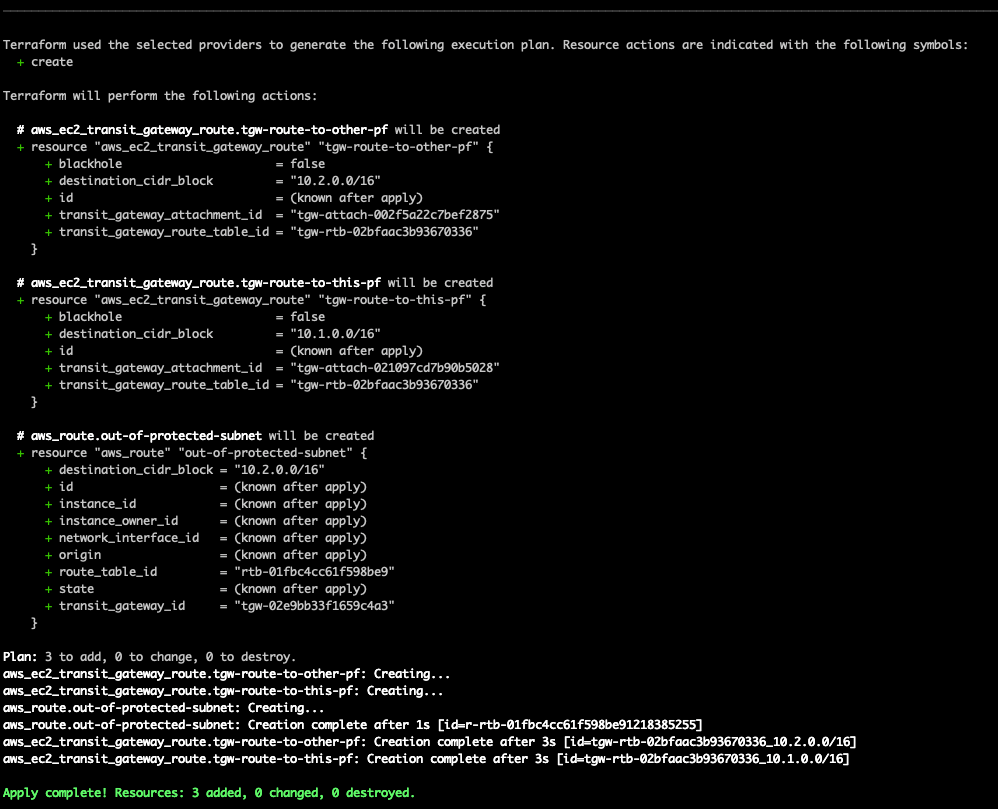 Terraform used the selected providers to generate the following execution plan. Resource actions are indicated with the following symbols:
  + create

Terraform will perform the following actions:

  # aws_ec2_transit_gateway_route.tgw-route-to-other-pf will be created
  + resource "aws_ec2_transit_gateway_route" "tgw-route-to-other-pf" {
      + blackhole                      = false
      + destination_cidr_block         = "10.2.0.0/16"
      + id                             = (known after apply)
      + transit_gateway_attachment_id  = "tgw-attach-002f5a22c7bef2875"
      + transit_gateway_route_table_id = "tgw-rtb-02bfaac3b93670336"
    }

  # aws_ec2_transit_gateway_route.tgw-route-to-this-pf will be created
  + resource "aws_ec2_transit_gateway_route" "tgw-route-to-this-pf" {
      + blackhole                      = false
      + destination_cidr_block         = "10.1.0.0/16"
      + id                             = (known after apply)
      + transit_gateway_attachment_id  = "tgw-attach-021097cd7b90b5028"
      + transit_gateway_route_table_id = "tgw-rtb-02bfaac3b93670336"
    }

  # aws_route.out-of-protected-subnet will be created
  + resource "aws_route" "out-of-protected-subnet" {
      + destination_cidr_block = "10.2.0.0/16"
      + id                     = (known after apply)
      + instance_id            = (known after apply)
      + instance_owner_id      = (known after apply)
      + network_interface_id   = (known after apply)
      + origin                 = (known after apply)
      + route_table_id         = "rtb-01fbc4cc61f598be9"
      + state                  = (known after apply)
      + transit_gateway_id     = "tgw-02e9bb33f1659c4a3"
    }

Plan: 3 to add, 0 to change, 0 to destroy.
aws_ec2_transit_gateway_route.tgw-route-to-other-pf: Creating...
aws_ec2_transit_gateway_route.tgw-route-to-this-pf: Creating...
aws_route.out-of-protected-subnet: Creating...
aws_route.out-of-protected-subnet: Creation complete after 1s [id=r-rtb-01fbc4cc61f598be91218385255]
aws_ec2_transit_gateway_route.tgw-route-to-other-pf: Creation complete after 3s [id=tgw-rtb-02bfaac3b93670336_10.2.0.0/16]
aws_ec2_transit_gateway_route.tgw-route-to-this-pf: Creation complete after 3s [id=tgw-rtb-02bfaac3b93670336_10.1.0.0/16]

Apply complete! Resources: 3 added, 0 changed, 0 destroyed.